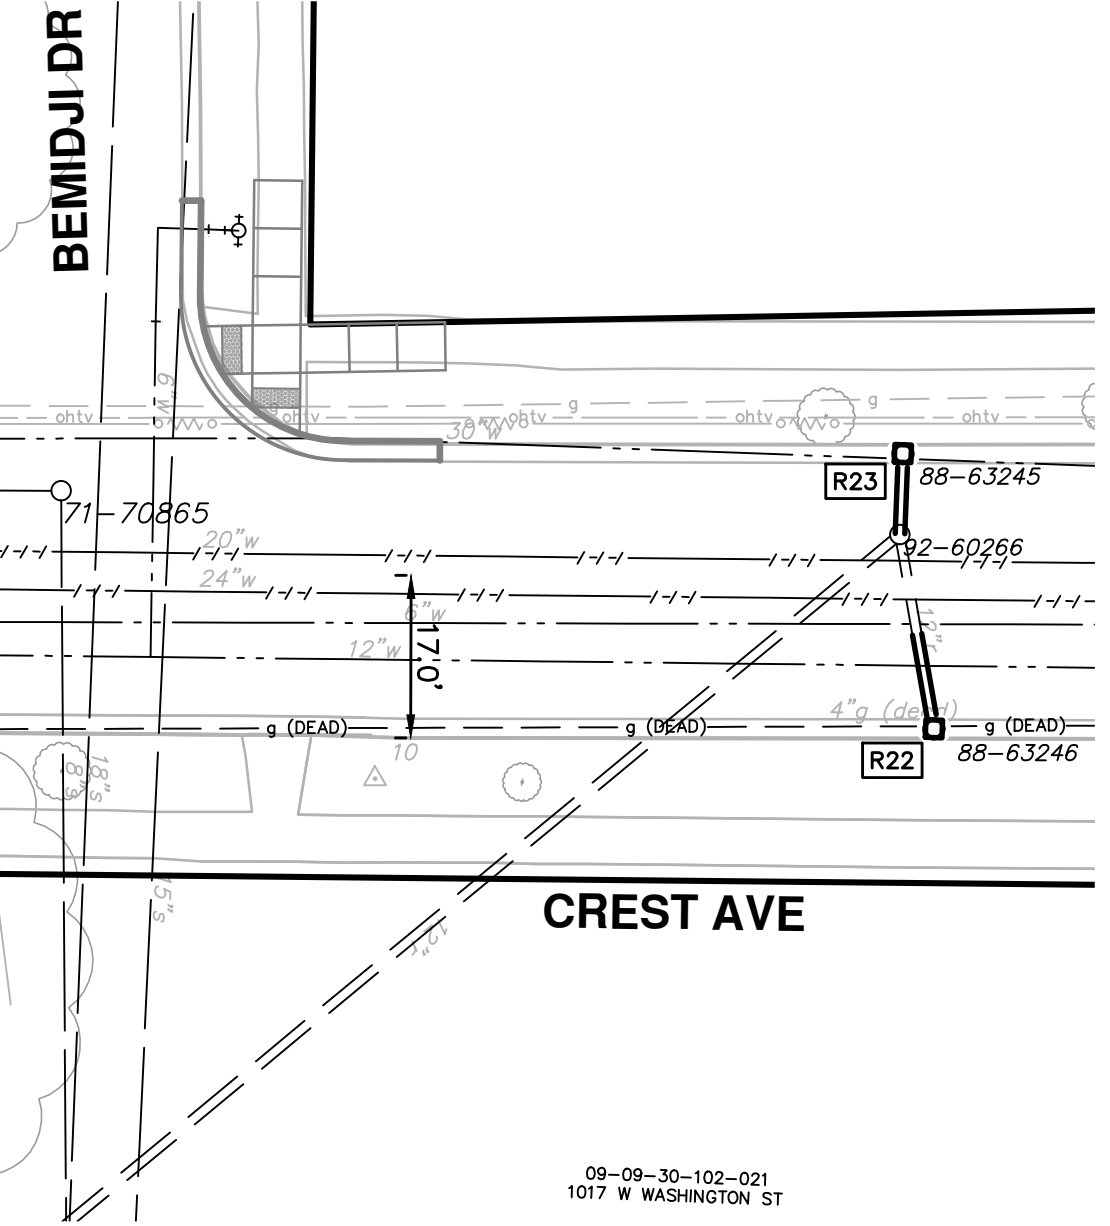 BEMIDJI DR
6"w
g
g
g
ohtv
ohtv
ohtv
ohtv
ohtv
30"w
R23
88-63245
71-70865
92-60266
20"w
24"w
6"w
12"w
17.0'
12"r
4"g (dead)
g (DEAD)
g (DEAD)
g (DEAD)
10
R22
88-63246
18"s
8"s
15"s
CREST AVE
12"r
09-09-30-102-021
1017 W WASHINGTON ST